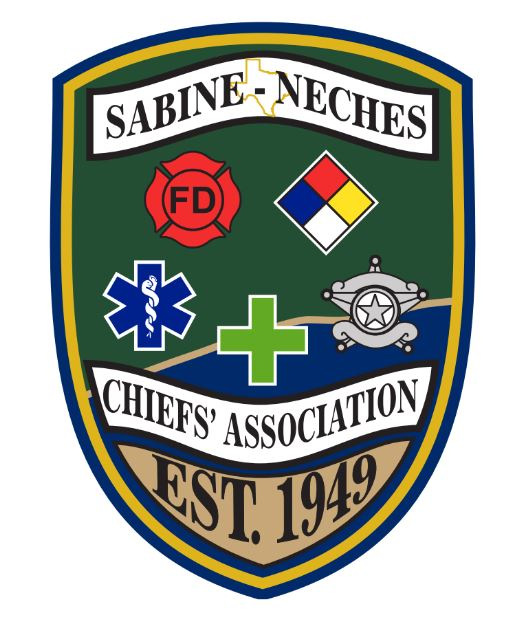 SABINE - NECHES
FD
CHIEFS' ASSOCIATION
EST. 1949